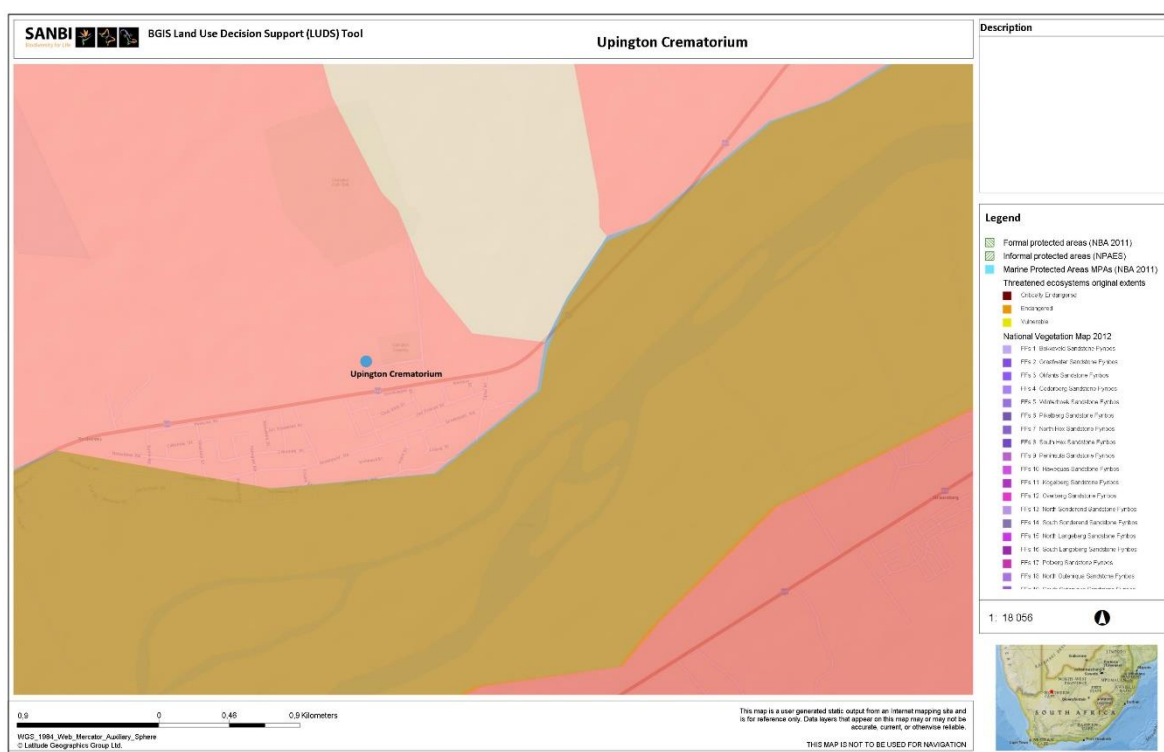 SANBI
Biodiversity for Life
BGIS Land Use Decision Support (LUDS) Tool
Upington Crematorium
Description
Upington Crematorium
Legend
Formal protected areas (NBA 2011)
Informal protected areas (NPAES)
Marine Protected Areas MPAs (NBA 2011)
Threatened ecosystems original extents
Critically Endangered
Endangered
Vulnerable
National Vegetation Map 2012
FFs 1 Bokkeveld Sandstone Fynbos
FFs 2 Graafwater Sandstone Fynbos
FFs 3 Olifants Sandstone Fynbos
FFs 4 Cederberg Sandstone Fynbos
FFs 5 Winterhoek Sandstone Fynbos
FFs 6 Piketberg Sandstone Fynbos
FFs 7 North Hex Sandstone Fynbos
FFs 8 South Hex Sandstone Fynbos
FFs 9 Peninsula Sandstone Fynbos
FFs 10 Hawequas Sandstone Fynbos
FFs 11 Kogelberg Sandstone Fynbos
FFs 12 Overberg Sandstone Fynbos
FFs 13 North Sonderend Sandstone Fynbos
FFs 14 South Sonderend Sandstone Fynbos
FFs 15 North Langeberg Sandstone Fynbos
FFs 16 South Langeberg Sandstone Fynbos
FFs 17 Potberg Sandstone Fynbos
FFs 18 North Outeniqua Sandstone Fynbos
1: 18 056
SOUTH AFRICA
0,9 0 0,46 0,9 Kilometers
WGS_1984_Web_Mercator_Auxiliary_Sphere
© Latitude Geographics Group Ltd.
This map is a user generated static output from an Internet mapping site and
is for reference only. Data layers that appear on this map may or may not be
accurate, current, or otherwise reliable.
THIS MAP IS NOT TO BE USED FOR NAVIGATION